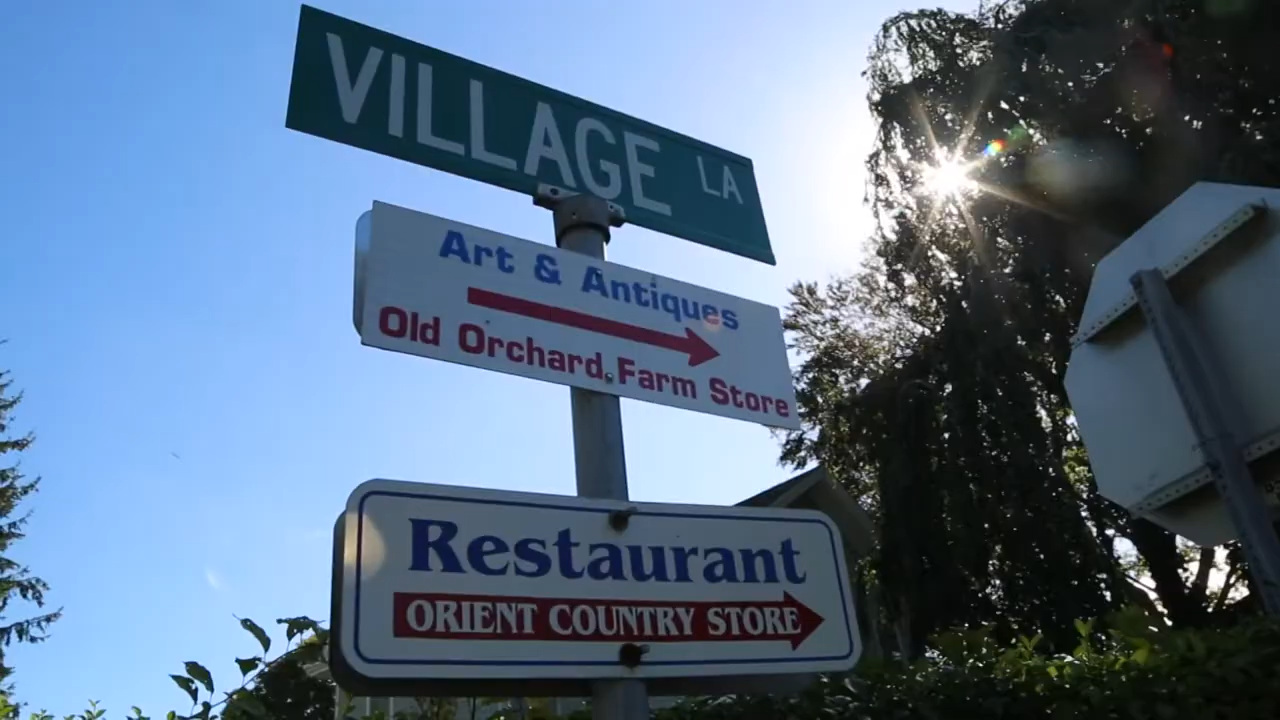 VILLAGE LA
Art & Antiques
Old Orchard Farm Store
Restaurant
ORIENT COUNTRY STORE